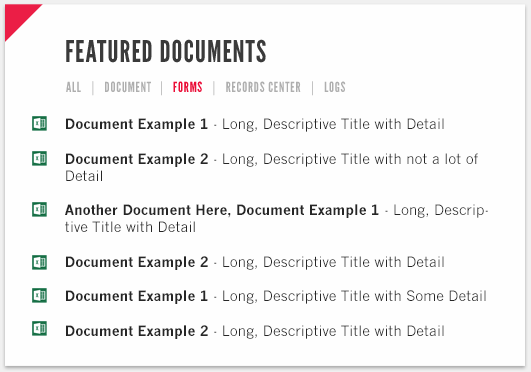 FEATURED DOCUMENTS
ALL | DOCUMENT | FORMS | RECORDS CENTER | LOGS
Document Example 1 - Long, Descriptive Title with Detail
Document Example 2 - Long, Descriptive Title with not a lot of
Detail
Another Document Here, Document Example 1 - Long, Descrip-
tive Title with Detail
Document Example 2 - Long, Descriptive Title with Detail
Document Example 1 - Long, Descriptive Title with Some Detail
Document Example 2 - Long, Descriptive Title with Detail